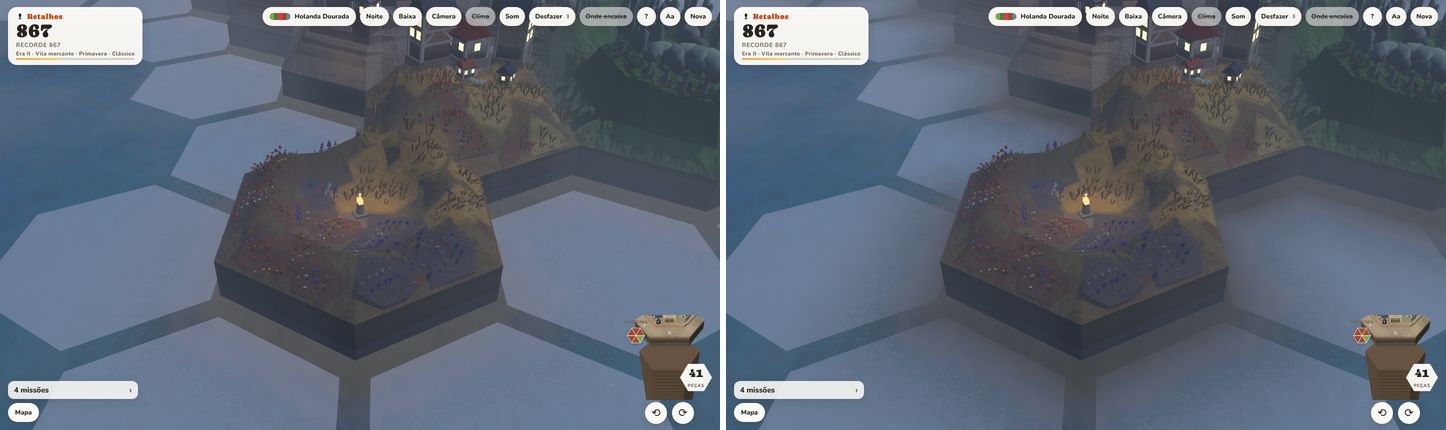 Retalhos
867
RECORDE 867
Era II · Vila mercante · Primavera · Clássico
Holanda Dourada
Noite
Baixa
Câmera
Clima
Som
Desfazer 3
Onde encaixa
?
Aa
Nova
4 missões ›
Mapa
41
PEÇAS
Retalhos
867
RECORDE 867
Era II · Vila mercante · Primavera · Clássico
Holanda Dourada
Noite
Baixa
Câmera
Clima
Som
Desfazer 3
Onde encaixa
?
Aa
Nova
4 missões ›
Mapa
41
PEÇAS